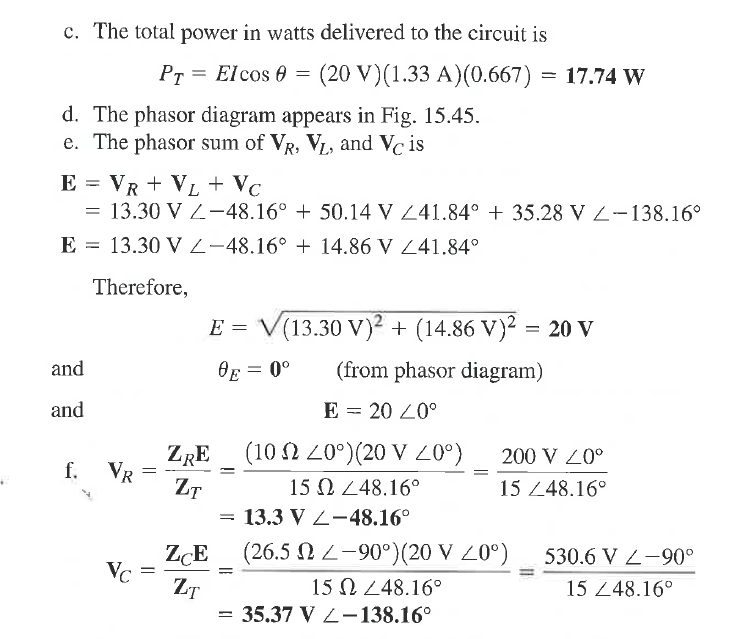 c. The total power in watts delivered to the circuit is
P_T = EI cos θ = (20 V)(1.33 A)(0.667) = 17.74 W
d. The phasor diagram appears in Fig. 15.45.
e. The phasor sum of V_R, V_L, and V_C is
E = V_R + V_L + V_C
= 13.30 V ∠−48.16° + 50.14 V ∠41.84° + 35.28 V ∠−138.16°
E = 13.30 V ∠−48.16° + 14.86 V ∠41.84°
Therefore,
E = √((13.30 V)² + (14.86 V)²) = 20 V
and θ_E = 0° (from phasor diagram)
and E = 20 ∠0°
f. V_R = Z_R E / Z_T = (10 Ω ∠0°)(20 V ∠0°) / 15 Ω ∠48.16° = 200 V ∠0° / 15 ∠48.16°
= 13.3 V ∠−48.16°
V_C = Z_C E / Z_T = (26.5 Ω ∠−90°)(20 V ∠0°) / 15 Ω ∠48.16° = 530.6 V ∠−90° / 15 ∠48.16°
= 35.37 V ∠−138.16°